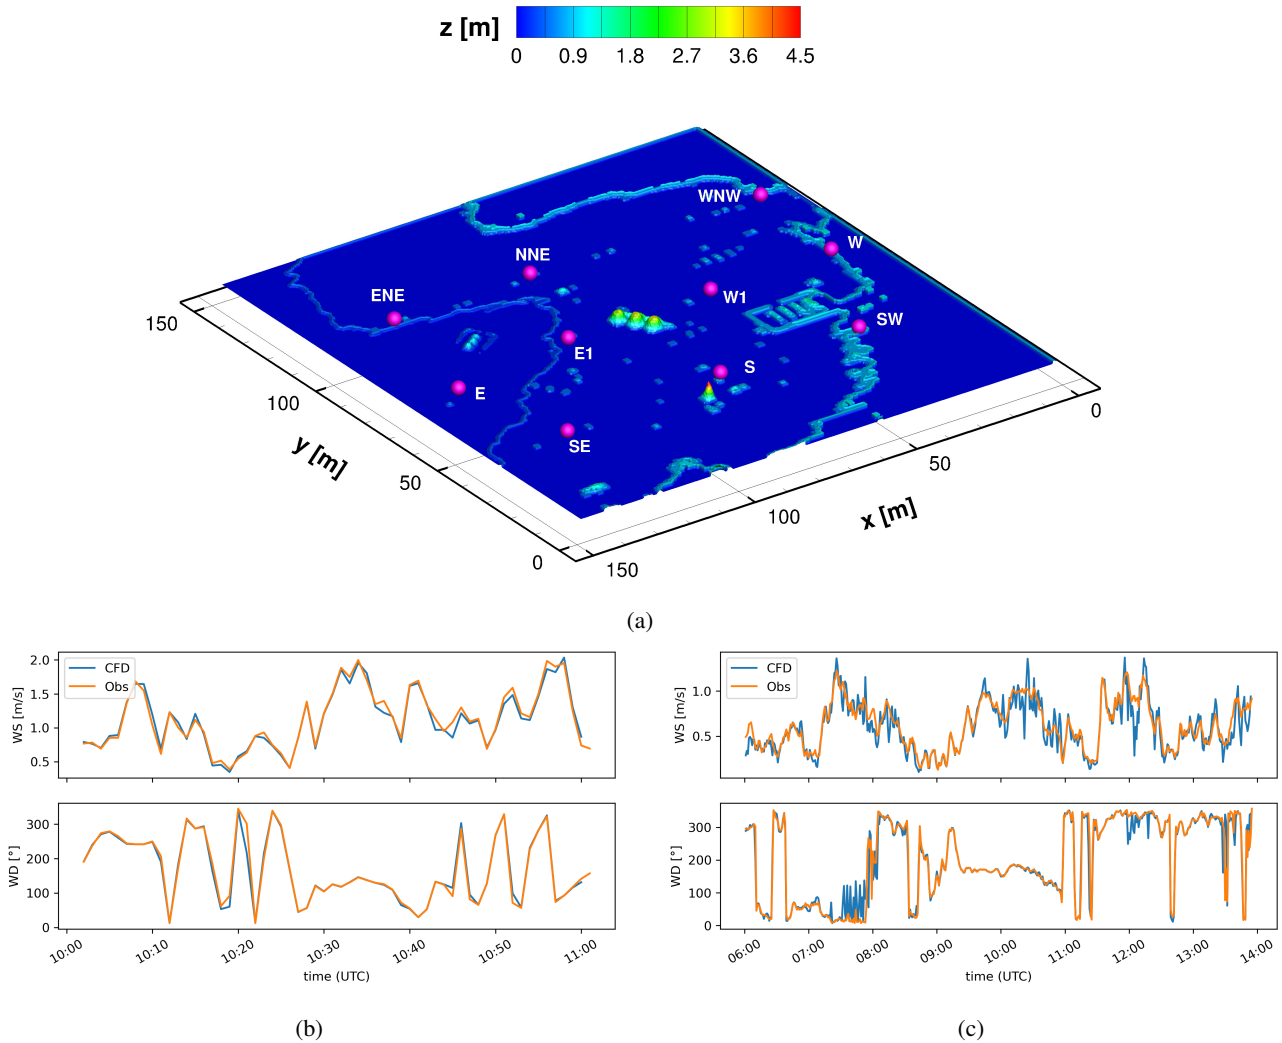 z [m]
0 0.9 1.8 2.7 3.6 4.5
WNW
W
NNE
ENE
W1
SW
E1
S
E
SE
150
100
50
0
y [m]
0
50
100
150
x [m]
(a)
2.0
1.5
1.0
0.5
WS [m/s]
CFD
Obs
300
200
100
0
WD [°]
10:00 10:10 10:20 10:30 10:40 10:50 11:00
time (UTC)
(b)
1.0
0.5
WS [m/s]
CFD
Obs
300
200
100
0
WD [°]
06:00 07:00 08:00 09:00 10:00 11:00 12:00 13:00 14:00
time (UTC)
(c)